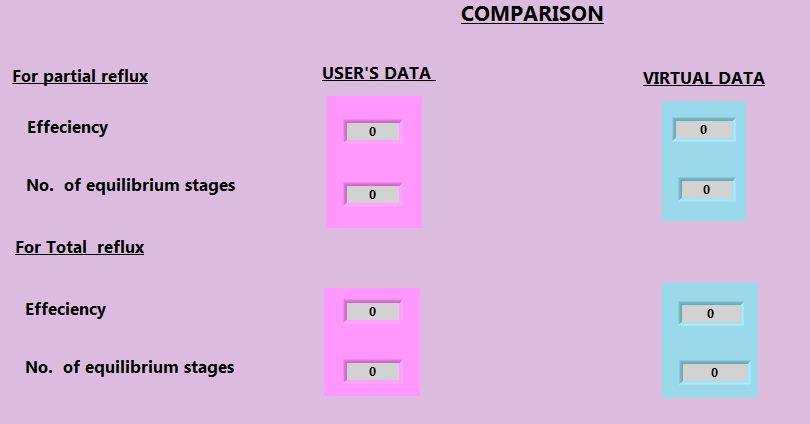 COMPARISON
For partial reflux
USER'S DATA
VIRTUAL DATA
Effeciency
0
0
No. of equilibrium stages
0
0
For Total reflux
Effeciency
0
0
No. of equilibrium stages
0
0